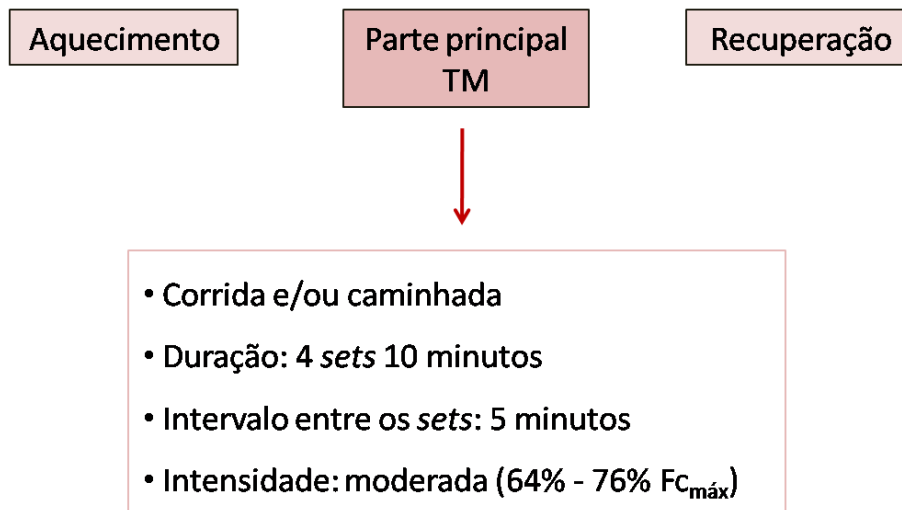 Aquecimento
Parte principal
TM
Recuperação
• Corrida e/ou caminhada
• Duração: 4 sets 10 minutos
• Intervalo entre os sets: 5 minutos
• Intensidade: moderada (64% - 76% Fcmáx)